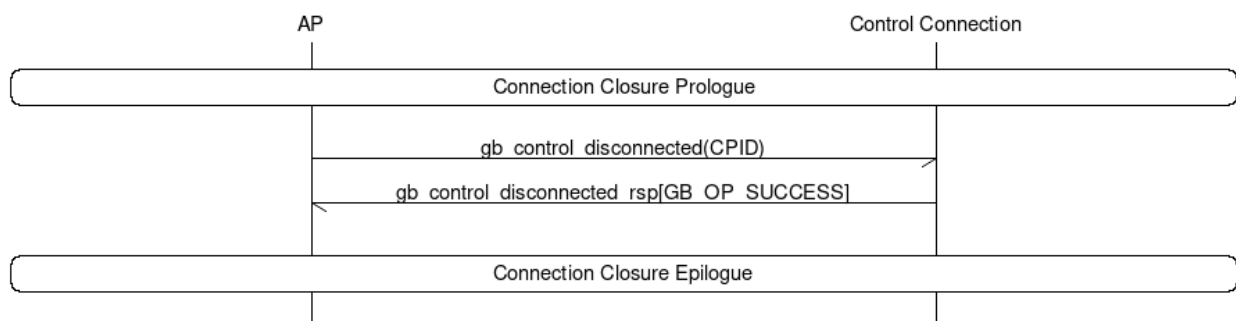 AP Control Connection
Connection Closure Prologue
gb_control_disconnected(CPID)
gb_control_disconnected_rsp[GB_OP_SUCCESS]
Connection Closure Epilogue